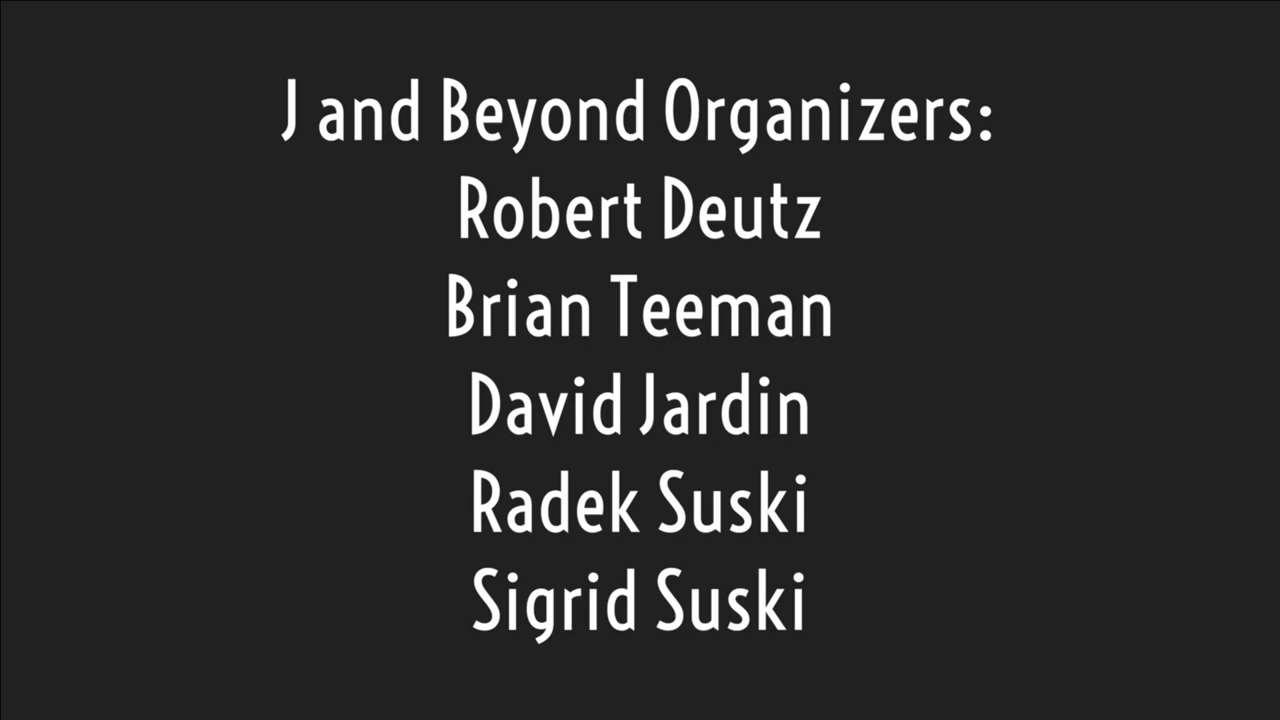 J and Beyond Organizers:
Robert Deutz
Brian Teeman
David Jardin
Radek Suski
Sigrid Suski